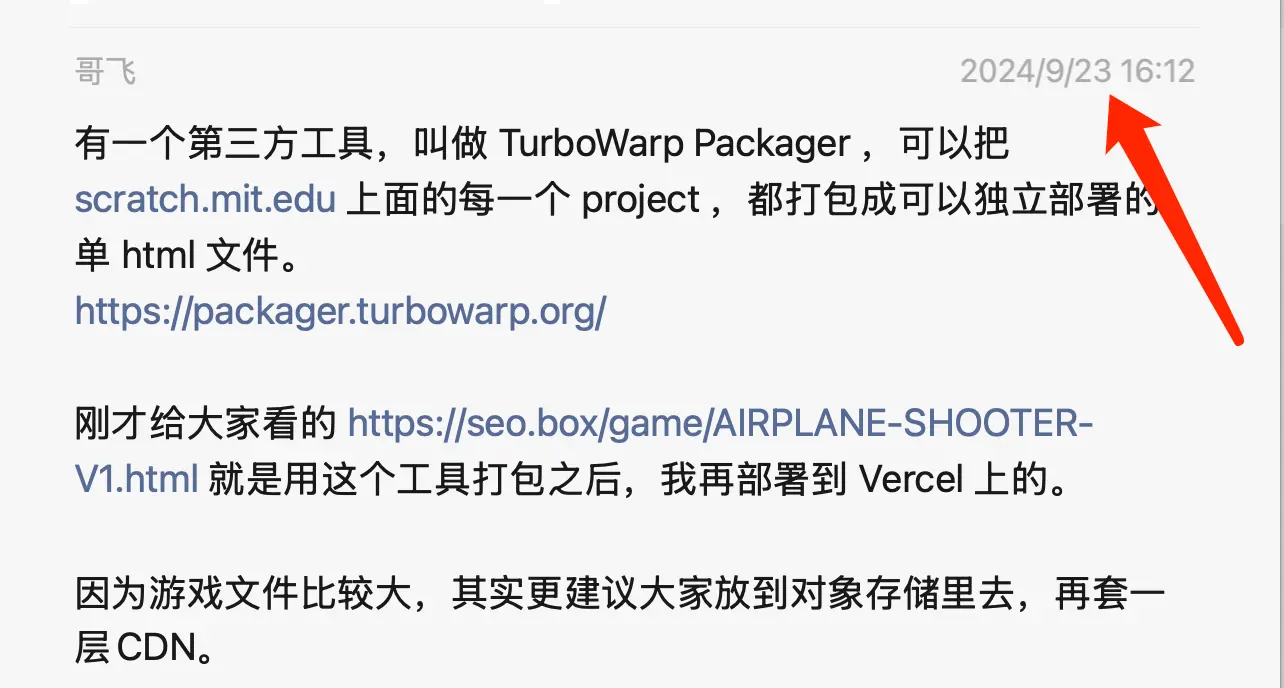 哥飞
2024/9/23 16:12
有一个第三方工具，叫做 TurboWarp Packager ，可以把
scratch.mit.edu 上面的每一个 project ，都打包成可以独立部署的
单 html 文件。
https://packager.turbowarp.org/
刚才给大家看的 https://seo.box/game/AIRPLANE-SHOOTER-
V1.html 就是用这个工具打包之后，我再部署到 Vercel 上的。
因为游戏文件比较大，其实更建议大家放到对象存储里去，再套一
层CDN。